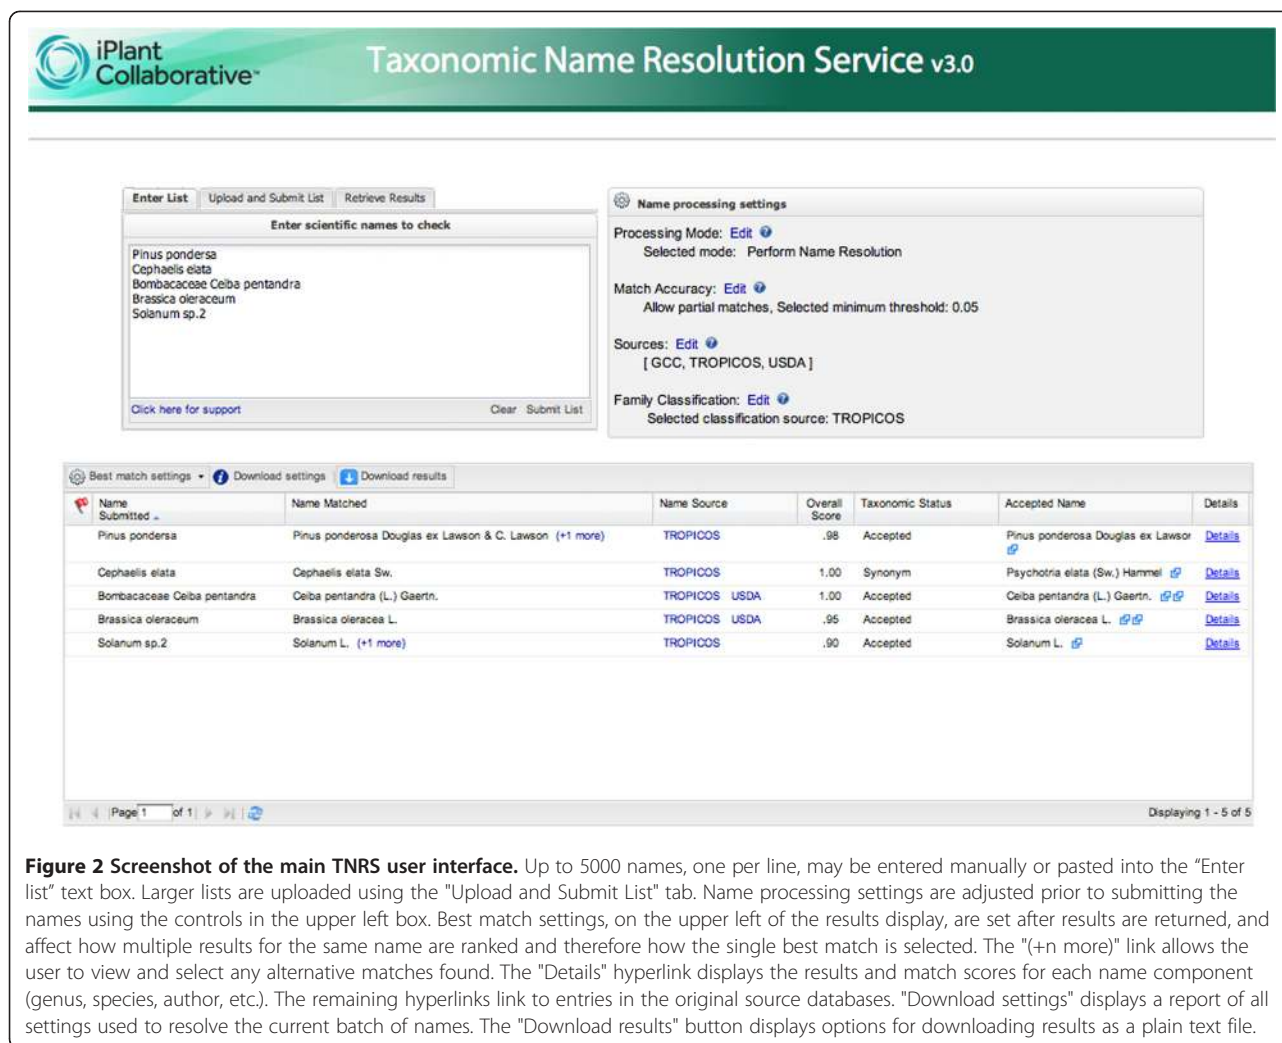 iPlant
Collaborative™
Taxonomic Name Resolution Service v3.0
Enter List Upload and Submit List Retrieve Results
Enter scientific names to check
Pinus pondersa
Cephaelis elata
Bombacaceae Ceiba pentandra
Brassica oleraceum
Solanum sp.2
Click here for support Clear Submit List
Name processing settings
Processing Mode: Edit
Selected mode: Perform Name Resolution
Match Accuracy: Edit
Allow partial matches, Selected minimum threshold: 0.05
Sources: Edit
[ GCC, TROPICOS, USDA ]
Family Classification: Edit
Selected classification source: TROPICOS
Best match settings Download settings Download results
Name Submitted Name Matched Name Source Overall Score Taxonomic Status Accepted Name Details
Pinus pondersa Pinus ponderosa Douglas ex Lawson & C. Lawson (+1 more) TROPICOS .98 Accepted Pinus ponderosa Douglas ex Lawsor Details
Cephaelis elata Cephaelis elata Sw. TROPICOS 1.00 Synonym Psychotria elata (Sw.) Hammel Details
Bombacaceae Ceiba pentandra Ceiba pentandra (L.) Gaertn. TROPICOS USDA 1.00 Accepted Ceiba pentandra (L.) Gaertn. Details
Brassica oleraceum Brassica oleracea L. TROPICOS USDA .95 Accepted Brassica oleracea L. Details
Solanum sp.2 Solanum L. (+1 more) TROPICOS .90 Accepted Solanum L. Details
Page 1 of 1 Displaying 1 - 5 of 5
Figure 2 Screenshot of the main TNRS user interface. Up to 5000 names, one per line, may be entered manually or pasted into the “Enter
list” text box. Larger lists are uploaded using the "Upload and Submit List" tab. Name processing settings are adjusted prior to submitting the
names using the controls in the upper left box. Best match settings, on the upper left of the results display, are set after results are returned, and
affect how multiple results for the same name are ranked and therefore how the single best match is selected. The "(+n more)" link allows the
user to view and select any alternative matches found. The "Details" hyperlink displays the results and match scores for each name component
(genus, species, author, etc.). The remaining hyperlinks link to entries in the original source databases. "Download settings" displays a report of all
settings used to resolve the current batch of names. The "Download results" button displays options for downloading results as a plain text file.